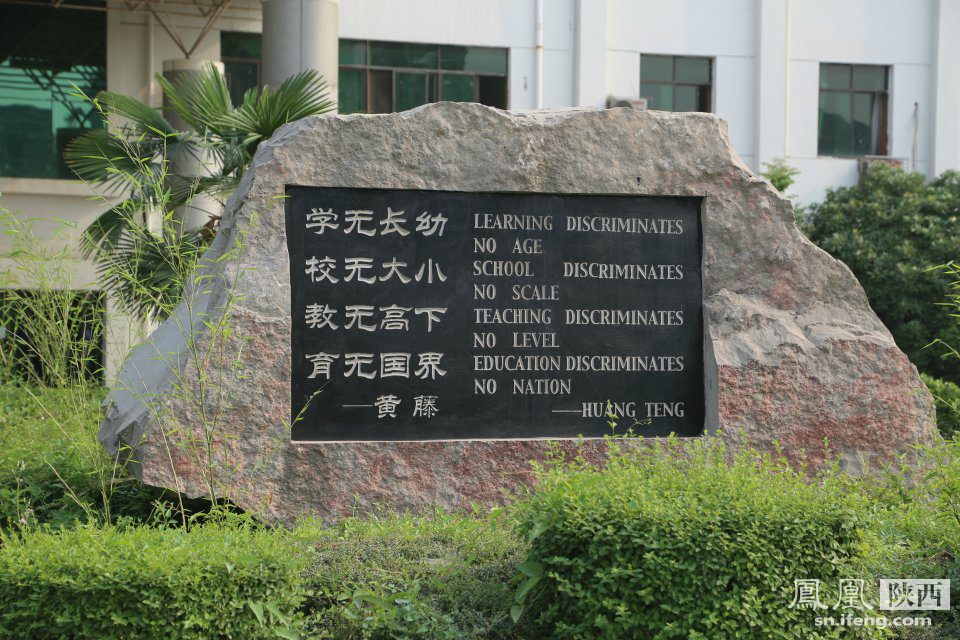 学无长幼
校无大小
教无高下
育无国界
—黄藤
LEARNING DISCRIMINATES
NO AGE
SCHOOL DISCRIMINATES
NO SCALE
TEACHING DISCRIMINATES
NO LEVEL
EDUCATION DISCRIMINATES
NO NATION
—HUANG TENG
鳳凰 陕西
sn.ifeng.com